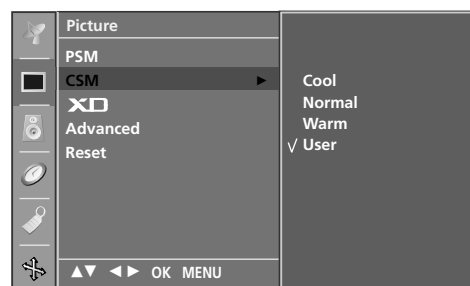 Picture
PSM
CSM ►
XD
Advanced
Reset
▲▼ ◄► OK MENU
Cool
Normal
Warm
√ User